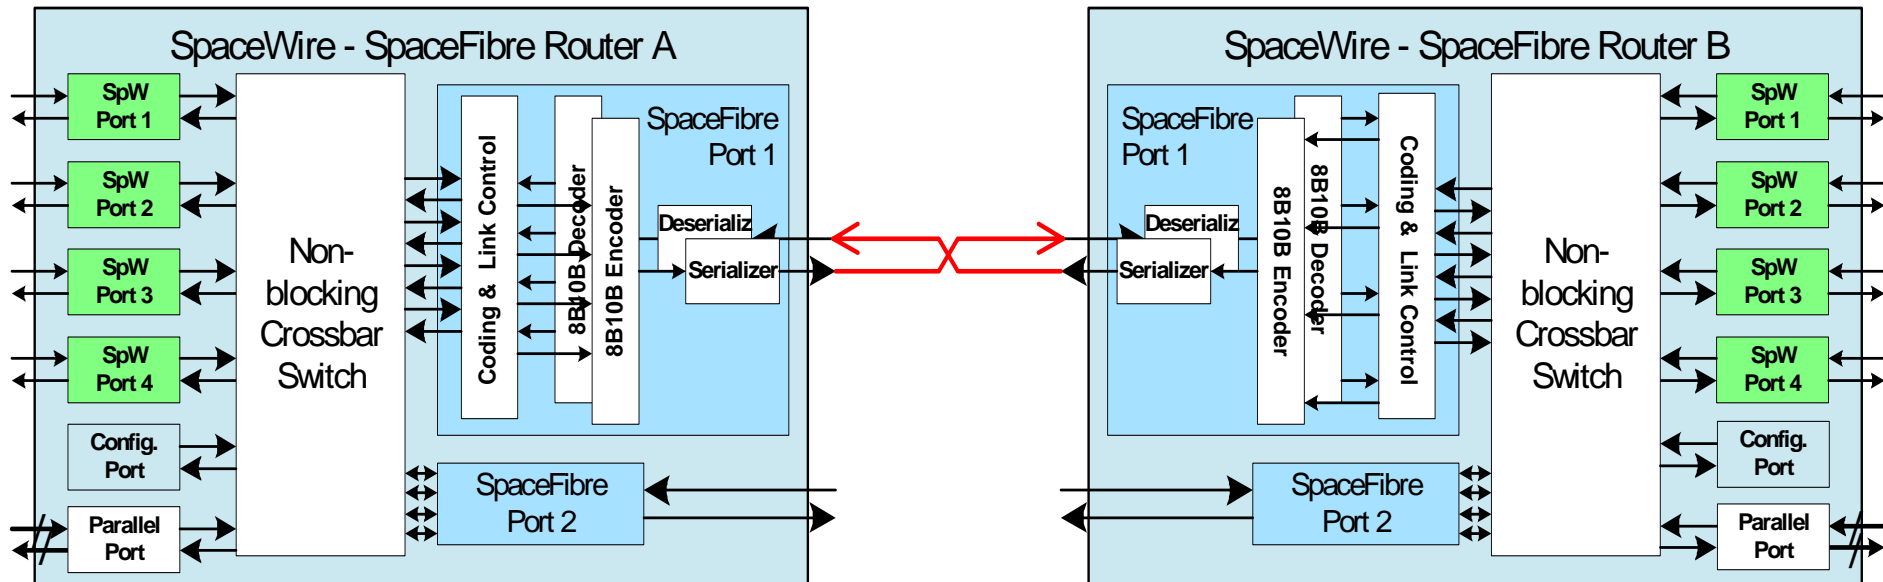 SpaceWire - SpaceFibre Router A
SpW
Port 1
SpW
Port 2
SpW
Port 3
SpW
Port 4
Config.
Port
Parallel
Port
Non-
blocking
Crossbar
Switch
Coding & Link Control
8B10B Decoder
8B10B Encoder
SpaceFibre
Port 1
Deserializ
Serializer
SpaceFibre
Port 2
SpaceWire - SpaceFibre Router B
SpaceFibre
Port 1
Deserializ
Serializer
8B10B Encoder
8B10B Decoder
Coding & Link Control
SpaceFibre
Port 2
Non-
blocking
Crossbar
Switch
SpW
Port 1
SpW
Port 2
SpW
Port 3
SpW
Port 4
Config.
Port
Parallel
Port